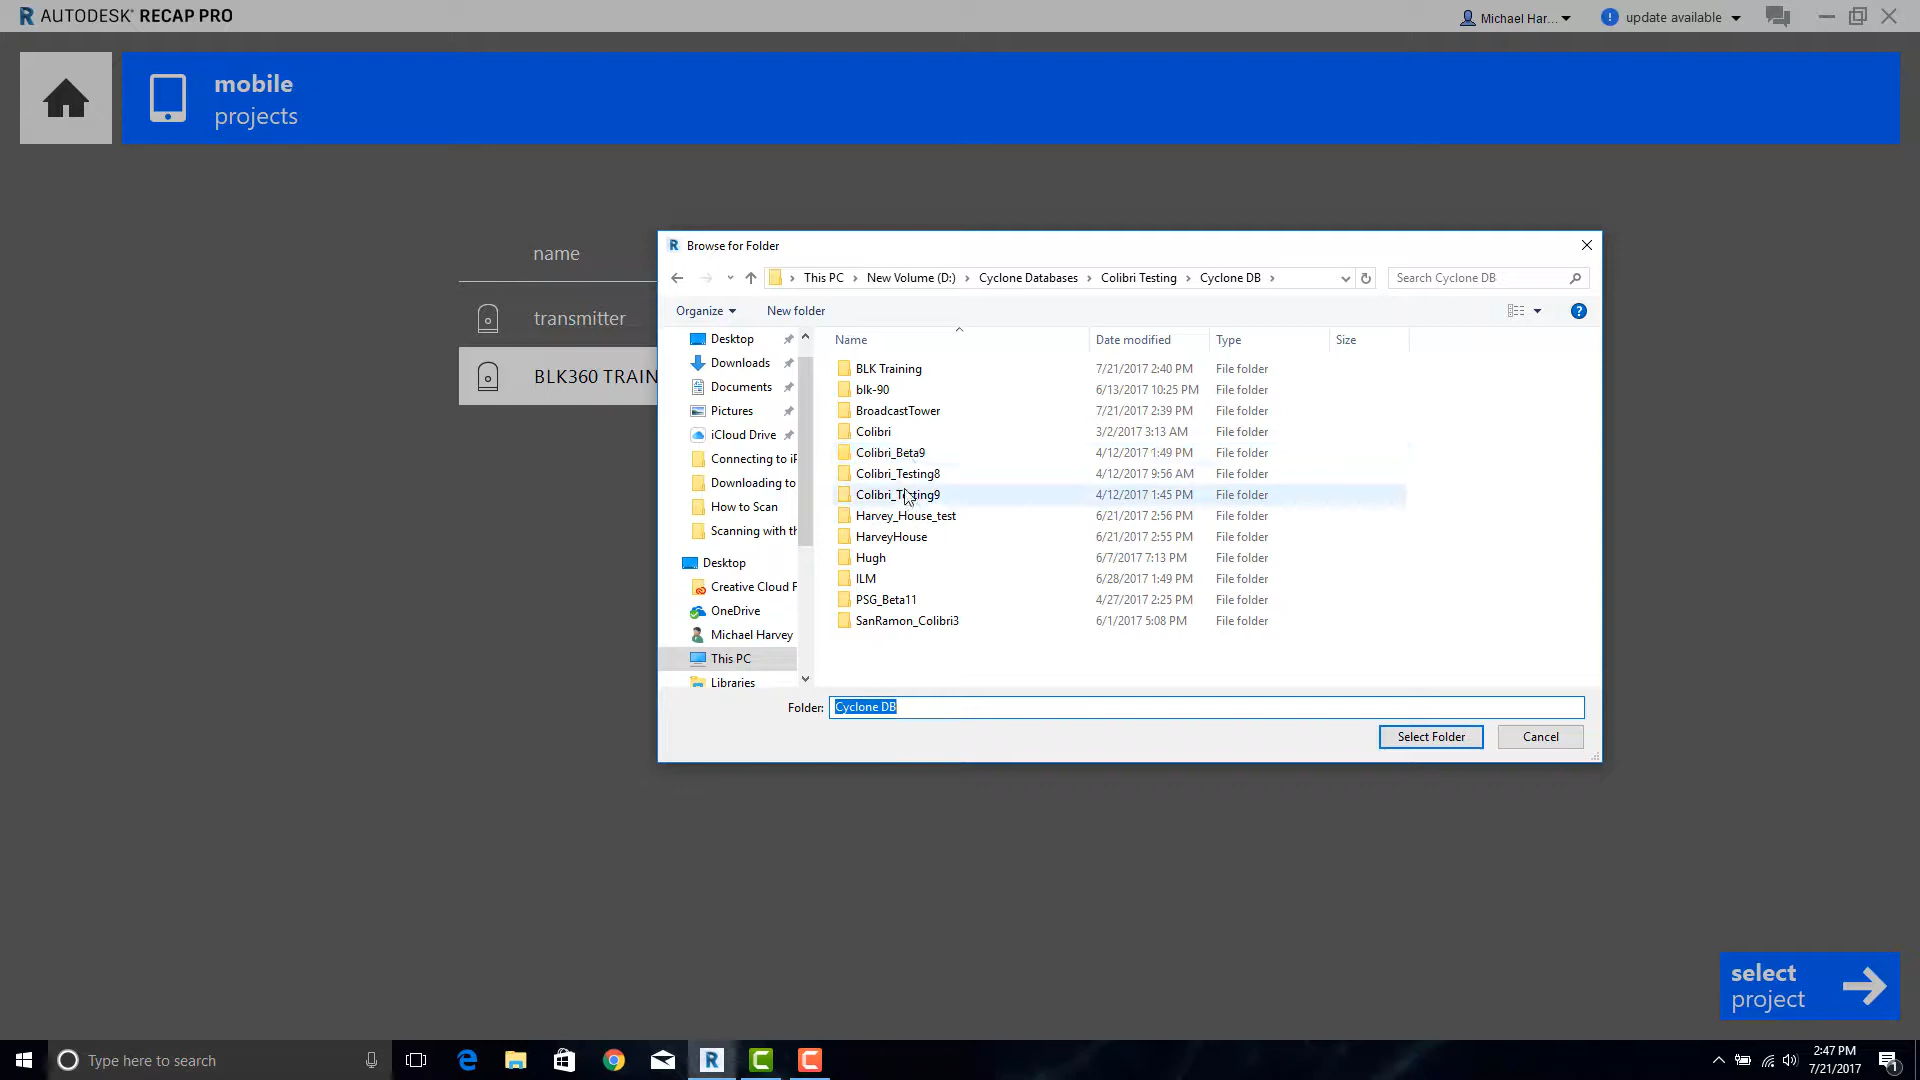 AUTODESK® RECAP PRO
Michael Har...
update available
mobile
projects
name
transmitter
BLK360 TRAIN
Browse for Folder
This PC > New Volume (D:) > Cyclone Databases > Colibri Testing > Cyclone DB >
Search Cyclone DB
Organize
New folder
Name
Date modified
Type
Size
Desktop
Downloads
Documents
Pictures
iCloud Drive
Connecting to iP
Downloading to
How to Scan
Scanning with th
Desktop
Creative Cloud F
OneDrive
Michael Harvey
This PC
Libraries
BLK Training 7/21/2017 2:40 PM File folder
blk-90 6/13/2017 10:25 PM File folder
BroadcastTower 7/21/2017 2:39 PM File folder
Colibri 3/2/2017 3:13 AM File folder
Colibri_Beta9 4/12/2017 1:49 PM File folder
Colibri_Testing8 4/12/2017 9:56 AM File folder
Colibri_Testing9 4/12/2017 1:45 PM File folder
Harvey_House_test 6/21/2017 2:56 PM File folder
HarveyHouse 6/21/2017 2:55 PM File folder
Hugh 6/7/2017 7:13 PM File folder
ILM 6/28/2017 1:49 PM File folder
PSG_Beta11 4/27/2017 2:25 PM File folder
SanRamon_Colibri3 6/1/2017 5:08 PM File folder
Folder: Cyclone DB
Select Folder
Cancel
select
project
Type here to search
2:47 PM
7/21/2017
1